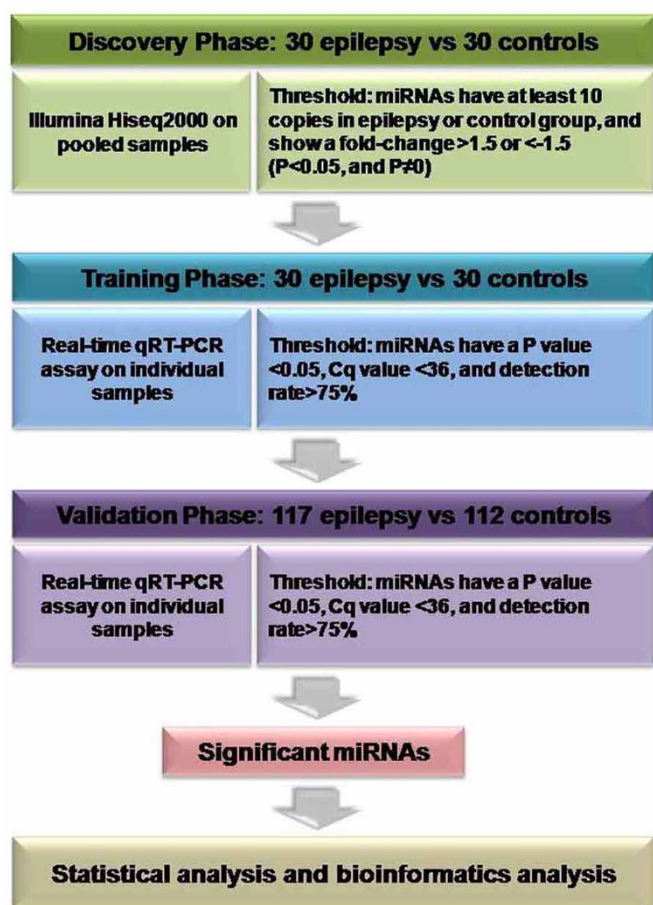 Discovery Phase: 30 epilepsy vs 30 controls
Illumina Hiseq2000 on
pooled samples
Threshold: miRNAs have at least 10
copies in epilepsy or control group, and
show a fold-change >1.5 or <-1.5
(P<0.05, and P≠0)
Training Phase: 30 epilepsy vs 30 controls
Real-time qRT-PCR
assay on individual
samples
Threshold: miRNAs have a P value
<0.05, Cq value <36, and detection
rate>75%
Validation Phase: 117 epilepsy vs 112 controls
Real-time qRT-PCR
assay on individual
samples
Threshold: miRNAs have a P value
<0.05, Cq value <36, and detection
rate>75%
Significant miRNAs
Statistical analysis and bioinformatics analysis